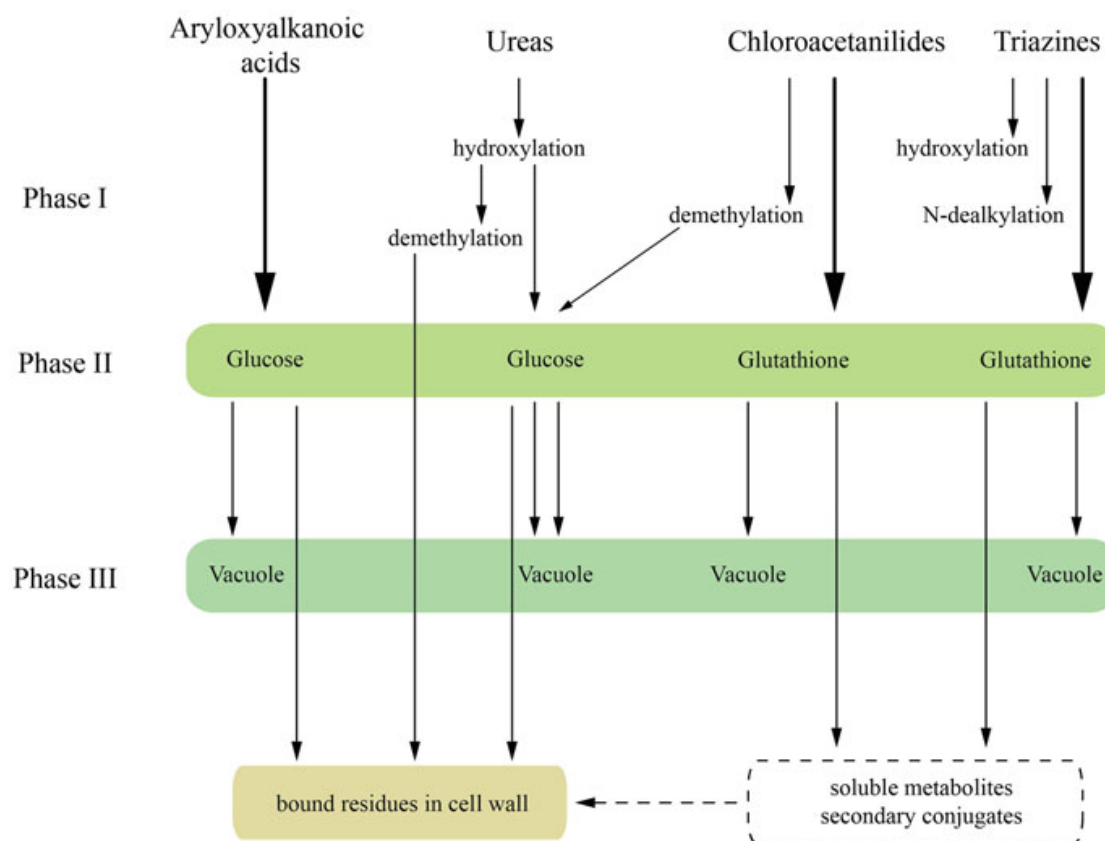 Aryloxyalkanoic
acids
Ureas
Chloroacetanilides
Triazines
Phase I
hydroxylation
hydroxylation
demethylation
demethylation
N-dealkylation
Phase II
Glucose
Glucose
Glutathione
Glutathione
Phase III
Vacuole
Vacuole
Vacuole
Vacuole
bound residues in cell wall
soluble metabolites
secondary conjugates